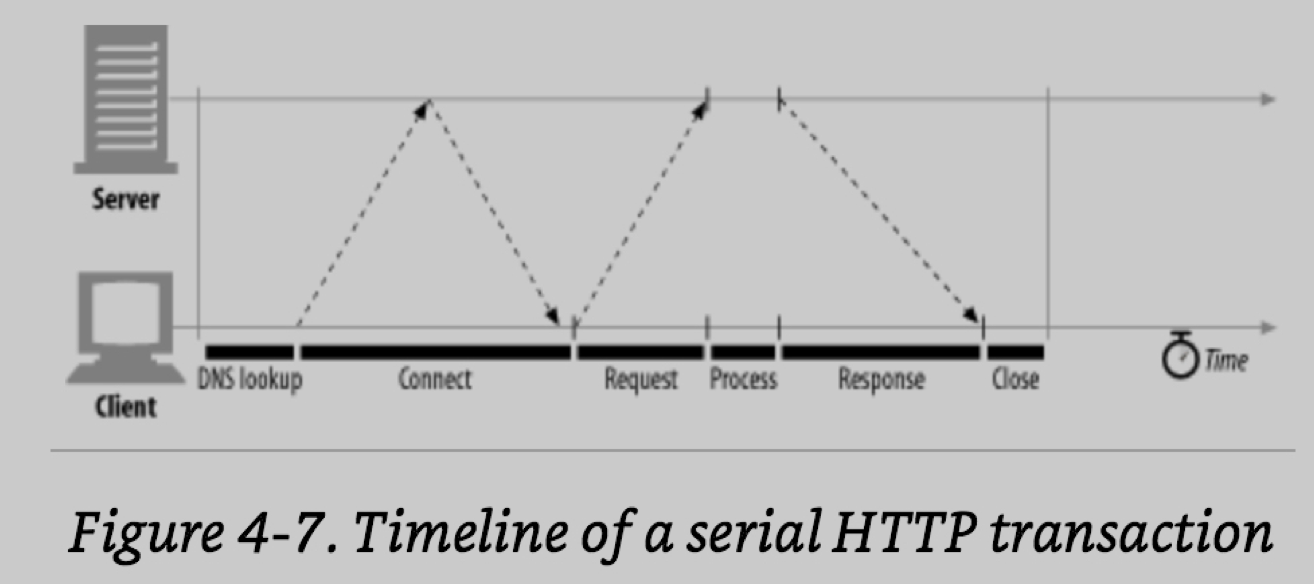 Server
Client
DNS lookup Connect Request Process Response Close Time
Figure 4-7. Timeline of a serial HTTP transaction